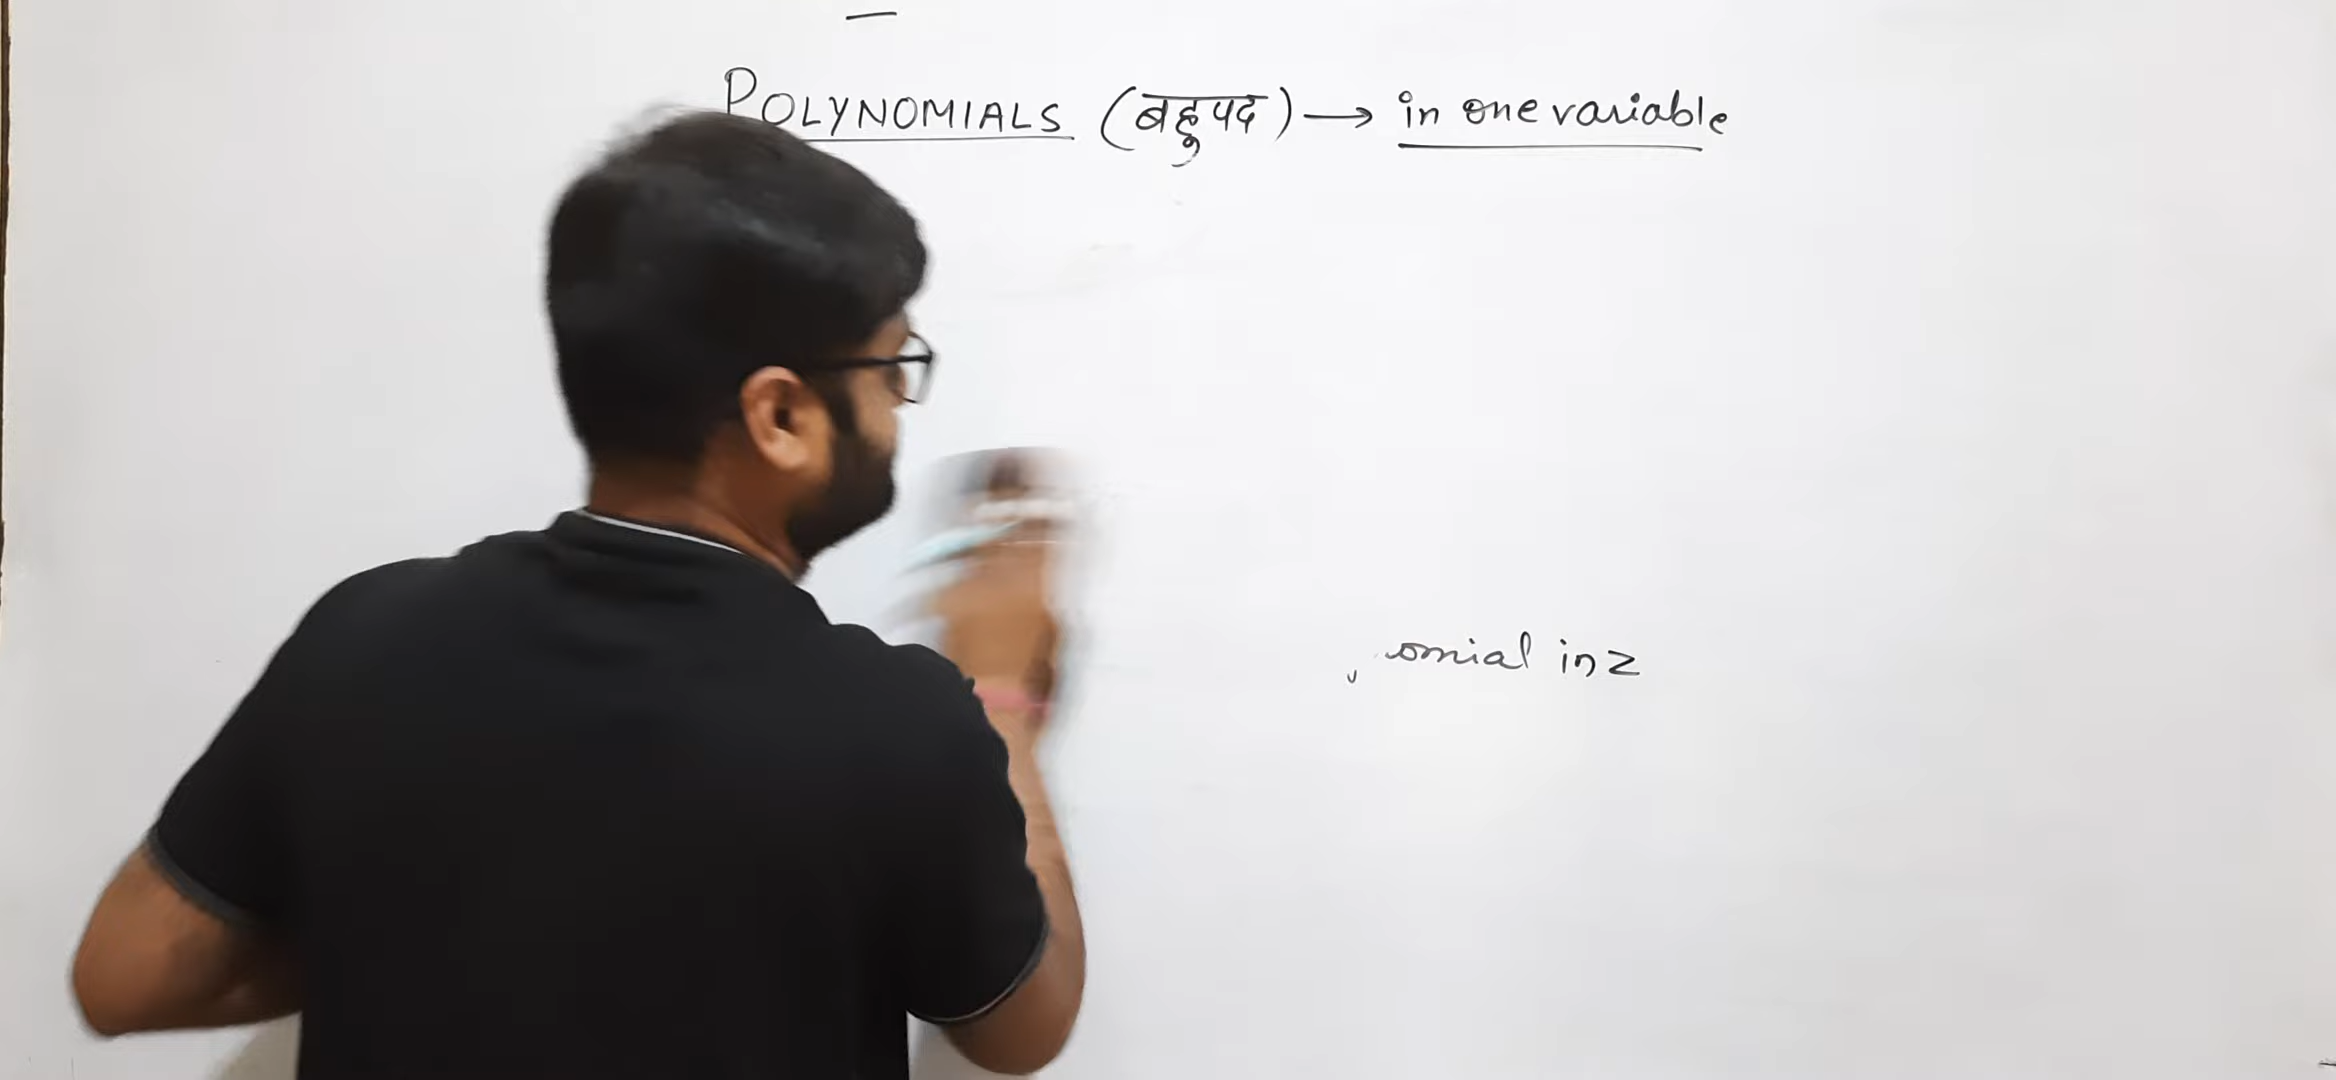 POLYNOMIALS (बहुपद) → in one variable
omial in z